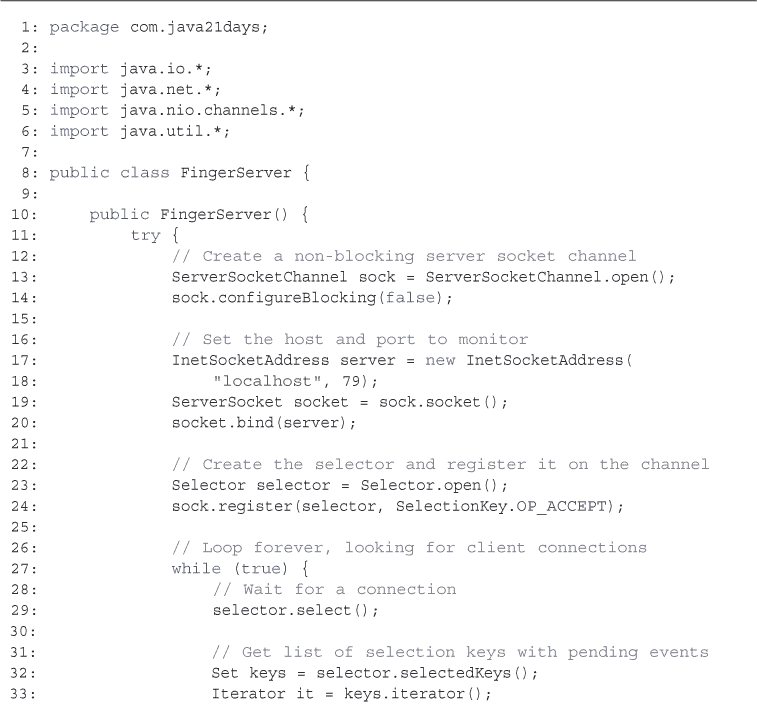 1: package com.java21days;
2:
3: import java.io.*;
4: import java.net.*;
5: import java.nio.channels.*;
6: import java.util.*;
7:
8: public class FingerServer {
9:
10:     public FingerServer() {
11:         try {
12:             // Create a non-blocking server socket channel
13:             ServerSocketChannel sock = ServerSocketChannel.open();
14:             sock.configureBlocking(false);
15:
16:             // Set the host and port to monitor
17:             InetSocketAddress server = new InetSocketAddress(
18:                 "localhost", 79);
19:             ServerSocket socket = sock.socket();
20:             socket.bind(server);
21:
22:             // Create the selector and register it on the channel
23:             Selector selector = Selector.open();
24:             sock.register(selector, SelectionKey.OP_ACCEPT);
25:
26:             // Loop forever, looking for client connections
27:             while (true) {
28:                 // Wait for a connection
29:                 selector.select();
30:
31:                 // Get list of selection keys with pending events
32:                 Set keys = selector.selectedKeys();
33:                 Iterator it = keys.iterator();